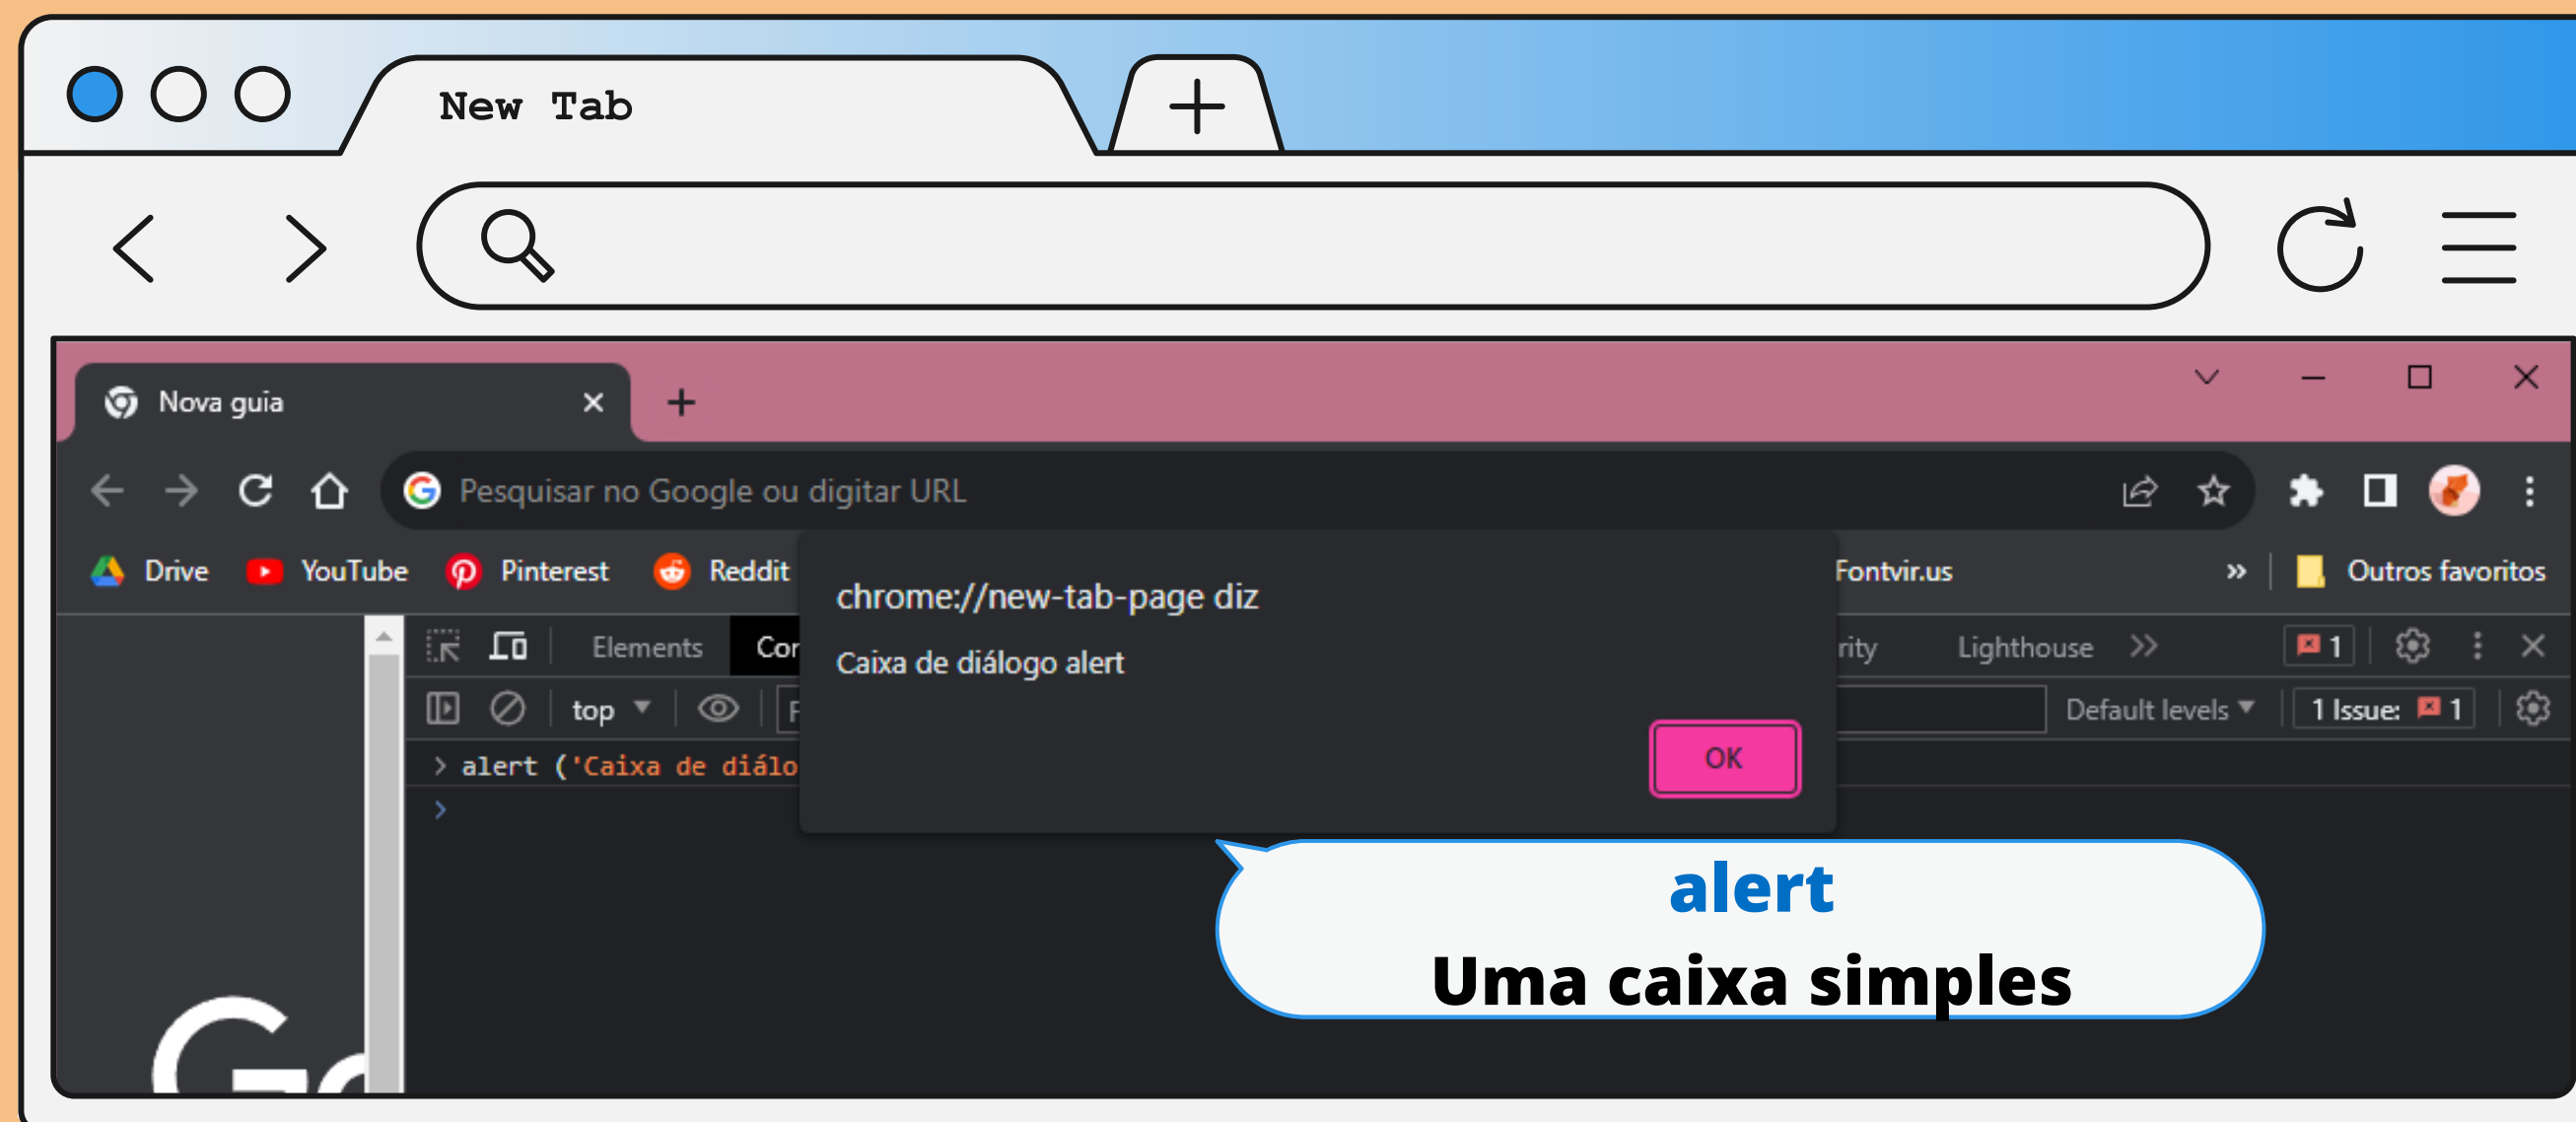 New Tab
Nova guia
Pesquisar no Google ou digitar URL
Drive YouTube Pinterest Reddit Fontvir.us » Outros favoritos
chrome://new-tab-page diz
Caixa de diálogo alert
OK
Elements Lighthouse 1
top Default levels 1 Issue: 1
> alert ('Caixa de
>
alert
Uma caixa simples